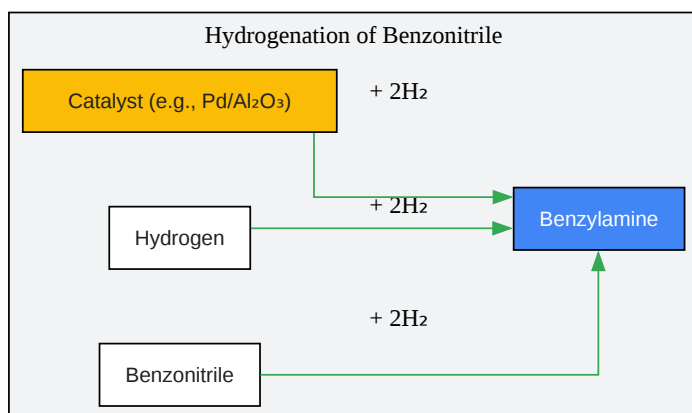 Hydrogenation of Benzonitrile
Catalyst (e.g., Pd/Al₂O₃)
+ 2H₂
+ 2H₂
Hydrogen
Benzylamine
+ 2H₂
Benzonitrile